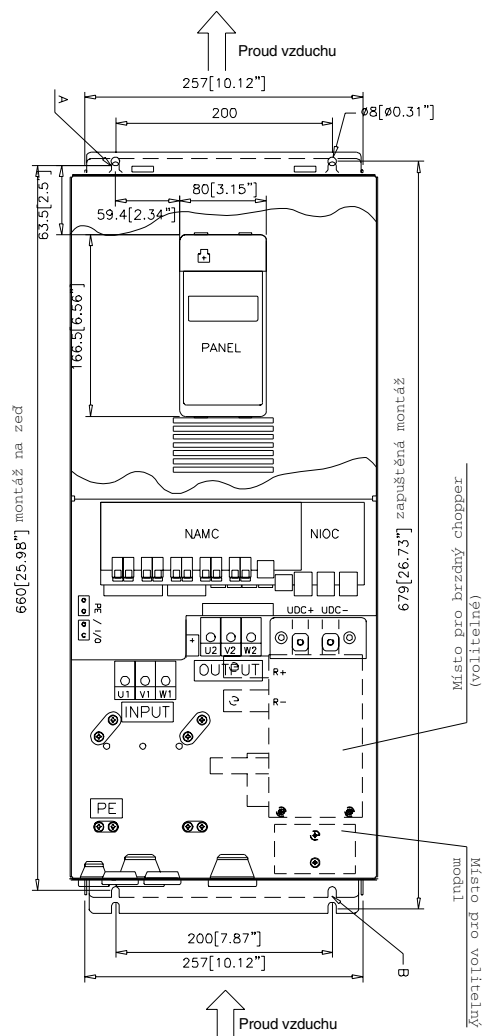 Proud vzduchu
257[10.12"]
A
200
ø8[ø0.31"]
63.5[2.5"]
80[3.15"]
59.4[2.34"]
166.5[6.56"]
PANEL
660[25.98"] montáž na zeď
679[26.73"] zapuštěná montáž
NAMC
NIOC
PE / I/O
UDC+ UDC-
U2 V2 W2
OUTPUT
R+
R-
U1 V1 W1
INPUT
PE
Místo pro brzdný chopper
(volitelné)
Místo pro volitelný
lupom
200[7.87"]
B
257[10.12"]
Proud vzduchu